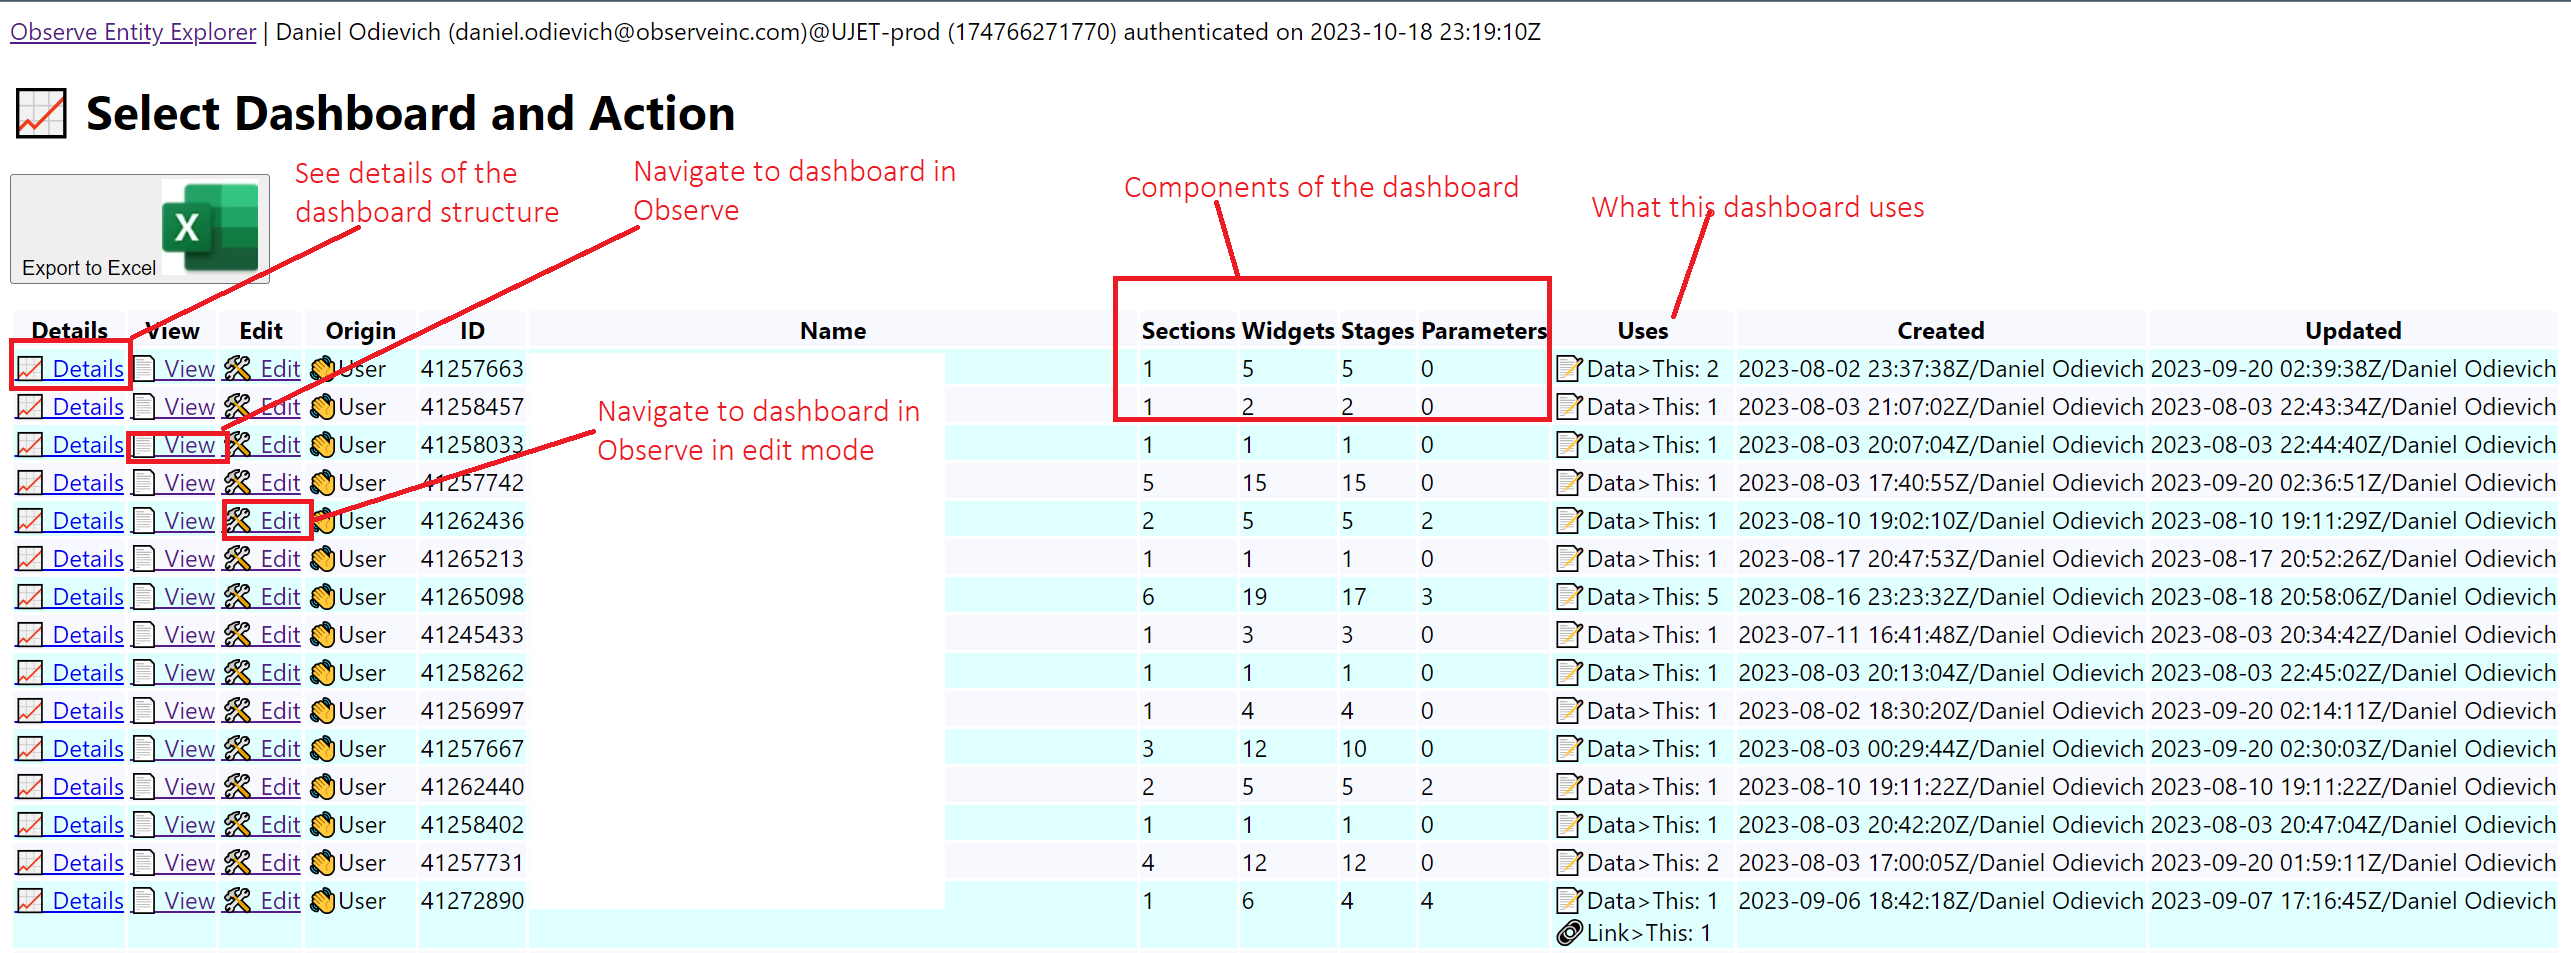 Observe Entity Explorer | Daniel Odievich (daniel.odievich@observeinc.com)@UJET-prod (174766271770) authenticated on 2023-10-18 23:19:10Z
Select Dashboard and Action
See details of the
dashboard structure
Navigate to dashboard in
Observe
Components of the dashboard
What this dashboard uses
Export to Excel
Details View Edit Origin ID Name Sections Widgets Stages Parameters Uses Created Updated
Details View Edit User 41257663 1 5 5 0 Data>This: 2 2023-08-02 23:37:38Z/Daniel Odievich 2023-09-20 02:39:38Z/Daniel Odievich
Details View Edit User 41258457 1 2 2 0 Data>This: 1 2023-08-03 21:07:02Z/Daniel Odievich 2023-08-03 22:43:34Z/Daniel Odievich
Navigate to dashboard in
Observe in edit mode
Details View Edit User 41258033 1 1 1 0 Data>This: 1 2023-08-03 20:07:04Z/Daniel Odievich 2023-08-03 22:44:40Z/Daniel Odievich
Details View Edit User 41257742 5 15 15 0 Data>This: 1 2023-08-03 17:40:55Z/Daniel Odievich 2023-09-20 02:36:51Z/Daniel Odievich
Details View Edit User 41262436 2 5 5 2 Data>This: 1 2023-08-10 19:02:10Z/Daniel Odievich 2023-08-10 19:11:29Z/Daniel Odievich
Details View Edit User 41265213 1 1 1 0 Data>This: 1 2023-08-17 20:47:53Z/Daniel Odievich 2023-08-17 20:52:26Z/Daniel Odievich
Details View Edit User 41265098 6 19 17 3 Data>This: 5 2023-08-16 23:23:32Z/Daniel Odievich 2023-08-18 20:58:06Z/Daniel Odievich
Details View Edit User 41245433 1 3 3 0 Data>This: 1 2023-07-11 16:41:48Z/Daniel Odievich 2023-08-03 20:34:42Z/Daniel Odievich
Details View Edit User 41258262 1 1 1 0 Data>This: 1 2023-08-03 20:13:04Z/Daniel Odievich 2023-08-03 22:45:02Z/Daniel Odievich
Details View Edit User 41256997 1 4 4 0 Data>This: 1 2023-08-02 18:30:20Z/Daniel Odievich 2023-09-20 02:14:11Z/Daniel Odievich
Details View Edit User 41257667 3 12 10 0 Data>This: 1 2023-08-03 00:29:44Z/Daniel Odievich 2023-09-20 02:30:03Z/Daniel Odievich
Details View Edit User 41262440 2 5 5 2 Data>This: 1 2023-08-10 19:11:22Z/Daniel Odievich 2023-08-10 19:11:22Z/Daniel Odievich
Details View Edit User 41258402 1 1 1 0 Data>This: 1 2023-08-03 20:42:20Z/Daniel Odievich 2023-08-03 20:47:04Z/Daniel Odievich
Details View Edit User 41257731 4 12 12 0 Data>This: 2 2023-08-03 17:00:05Z/Daniel Odievich 2023-09-20 01:59:11Z/Daniel Odievich
Details View Edit User 41272890 1 6 4 4 Data>This: 1 2023-09-06 18:42:18Z/Daniel Odievich 2023-09-07 17:16:45Z/Daniel Odievich
Link>This: 1